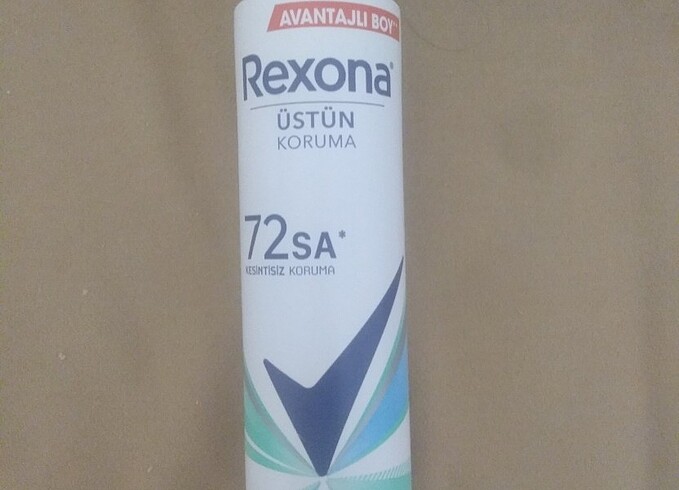 AVANTAJLI BOY**
Rexona®
ÜSTÜN
KORUMA
72SA*
KESİNTİSİZ KORUMA